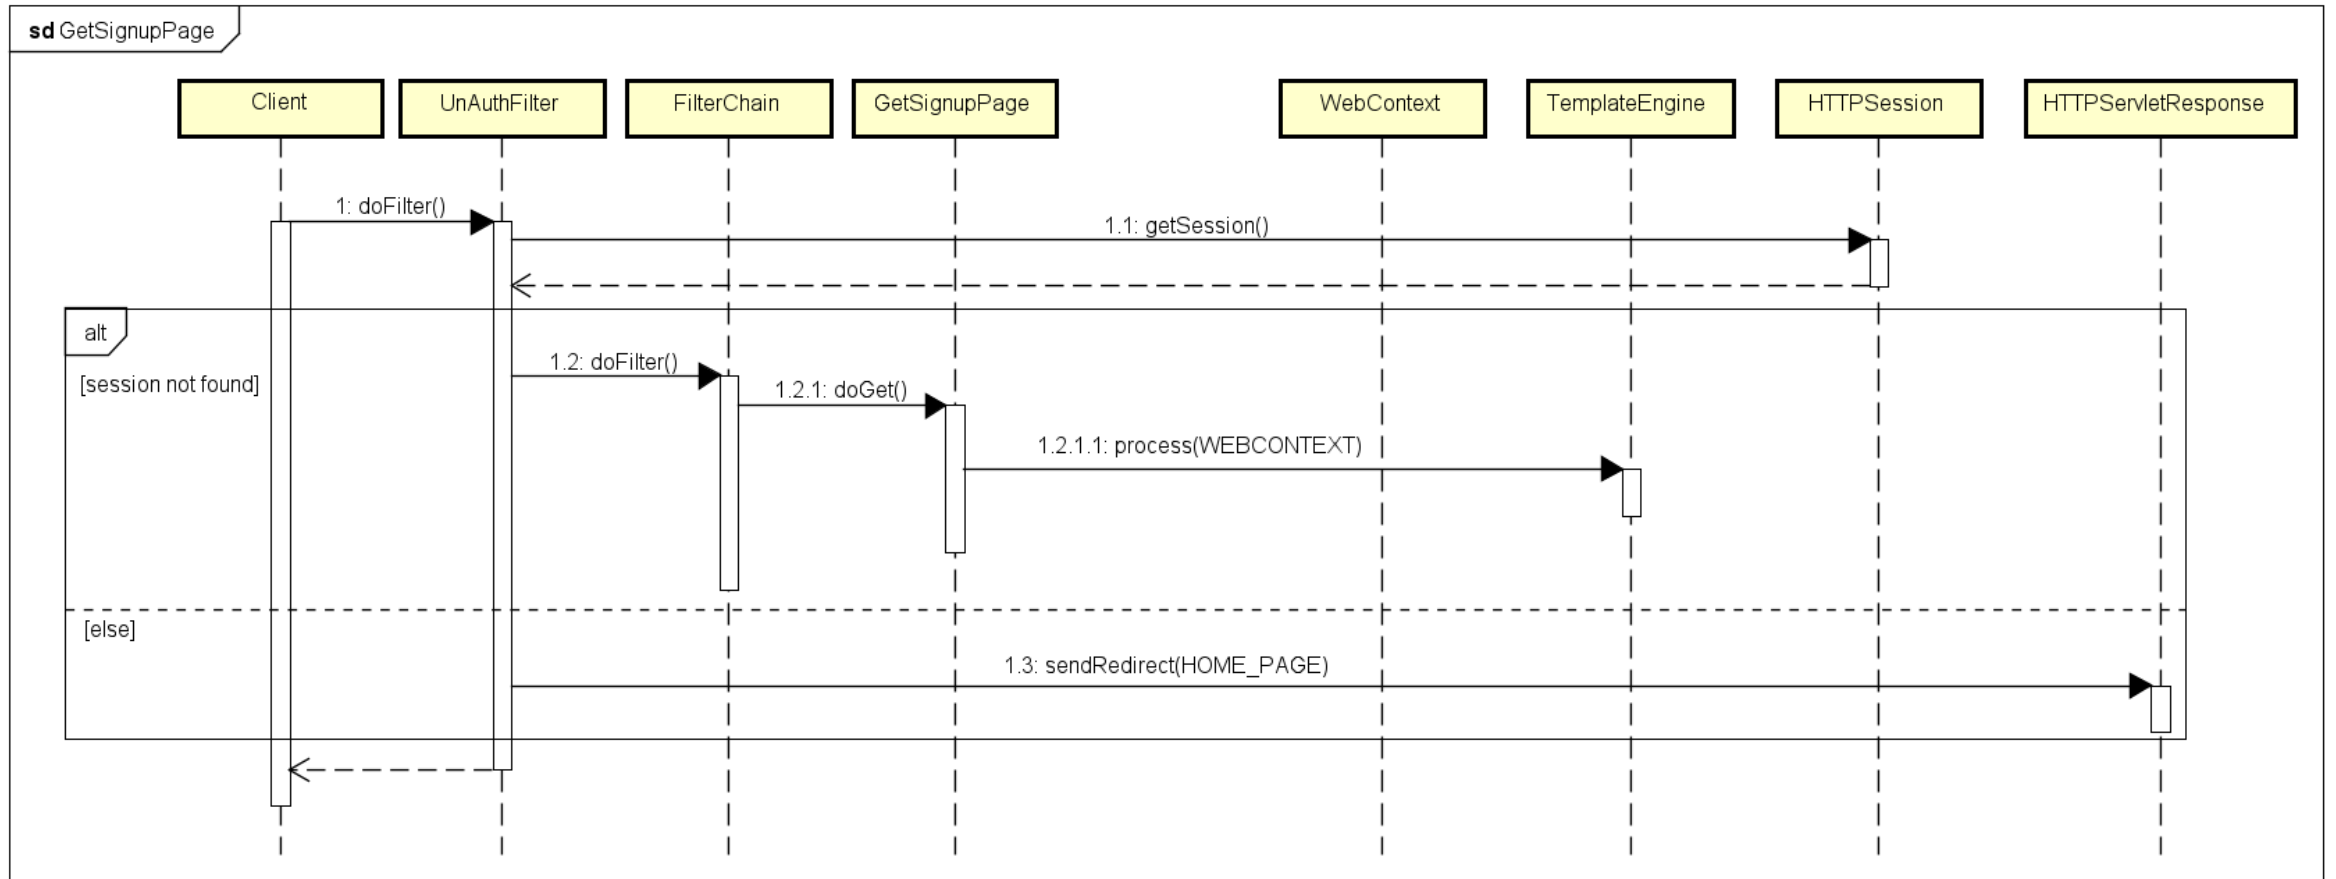 sd GetSignupPage
Client
UnAuthFilter
FilterChain
GetSignupPage
WebContext
TemplateEngine
HTTPSession
HTTPServletResponse
1: doFilter()
1.1: getSession()
alt
[session not found]
1.2: doFilter()
1.2.1: doGet()
1.2.1.1: process(WEBCONTEXT)
[else]
1.3: sendRedirect(HOME_PAGE)